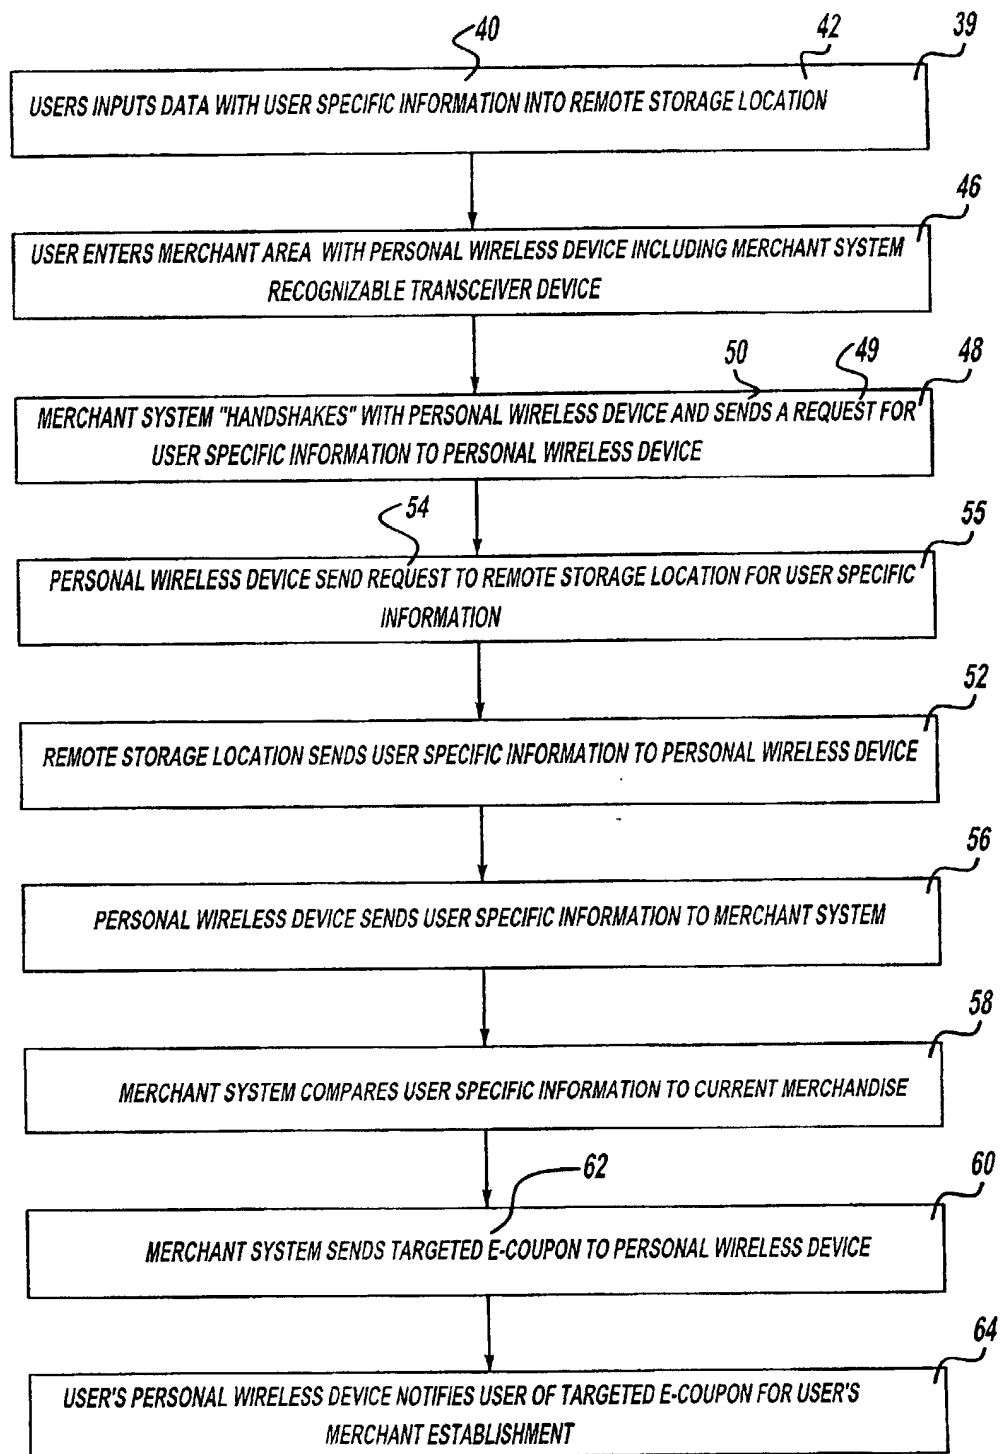 40
42
39
USERS INPUTS DATA WITH USER SPECIFIC INFORMATION INTO REMOTE STORAGE LOCATION
46
USER ENTERS MERCHANT AREA WITH PERSONAL WIRELESS DEVICE INCLUDING MERCHANT SYSTEM
RECOGNIZABLE TRANSCEIVER DEVICE
50
49
48
MERCHANT SYSTEM "HANDSHAKES" WITH PERSONAL WIRELESS DEVICE AND SENDS A REQUEST FOR
USER SPECIFIC INFORMATION TO PERSONAL WIRELESS DEVICE
54
55
PERSONAL WIRELESS DEVICE SEND REQUEST TO REMOTE STORAGE LOCATION FOR USER SPECIFIC
INFORMATION
52
REMOTE STORAGE LOCATION SENDS USER SPECIFIC INFORMATION TO PERSONAL WIRELESS DEVICE
56
PERSONAL WIRELESS DEVICE SENDS USER SPECIFIC INFORMATION TO MERCHANT SYSTEM
58
MERCHANT SYSTEM COMPARES USER SPECIFIC INFORMATION TO CURRENT MERCHANDISE
62
60
MERCHANT SYSTEM SENDS TARGETED E-COUPON TO PERSONAL WIRELESS DEVICE
64
USER'S PERSONAL WIRELESS DEVICE NOTIFIES USER OF TARGETED E-COUPON FOR USER'S
MERCHANT ESTABLISHMENT